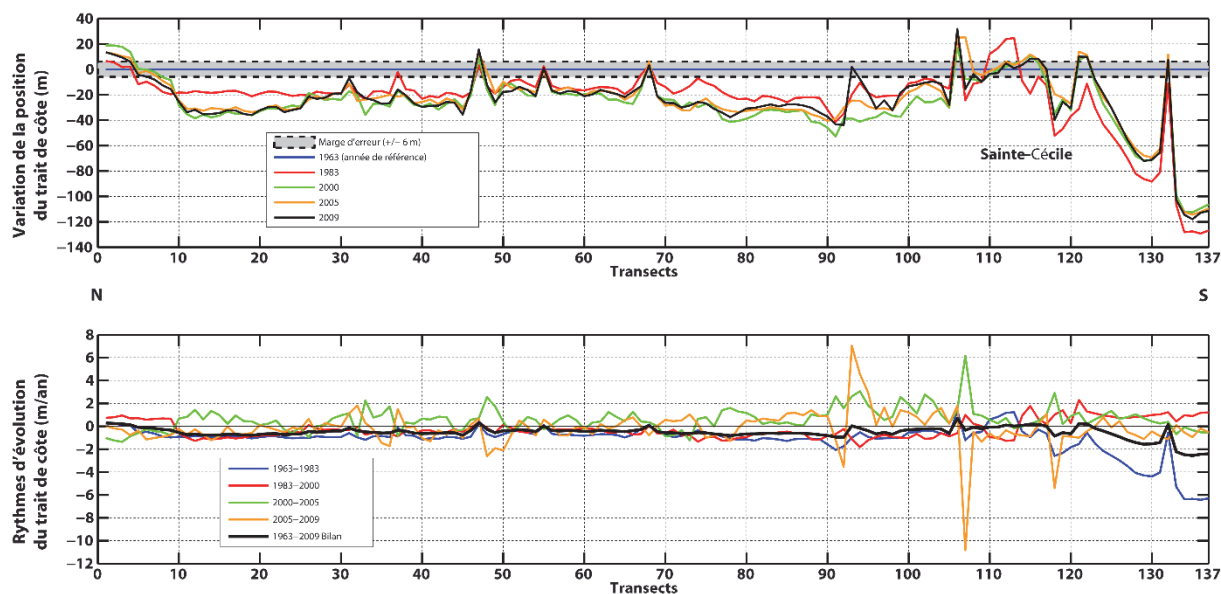 Variation de la position
du trait de côte (m)
40
20
0
−20
−40
−60
−80
−100
−120
−140
Marge d'erreur (+/− 6 m)
1963 (année de référence)
1983
2000
2005
2009
Sainte–Cécile
0 10 20 30 40 50 60 70 80 90 100 110 120 130 137
Transects
N S
Rythmes d'évolution
du trait de côte (m/an)
8
6
4
2
0
−2
−4
−6
−8
−10
−12
1963−1983
1983−2000
2000−2005
2005−2009
1963−2009 Bilan
0 10 20 30 40 50 60 70 80 90 100 110 120 130 137
Transects